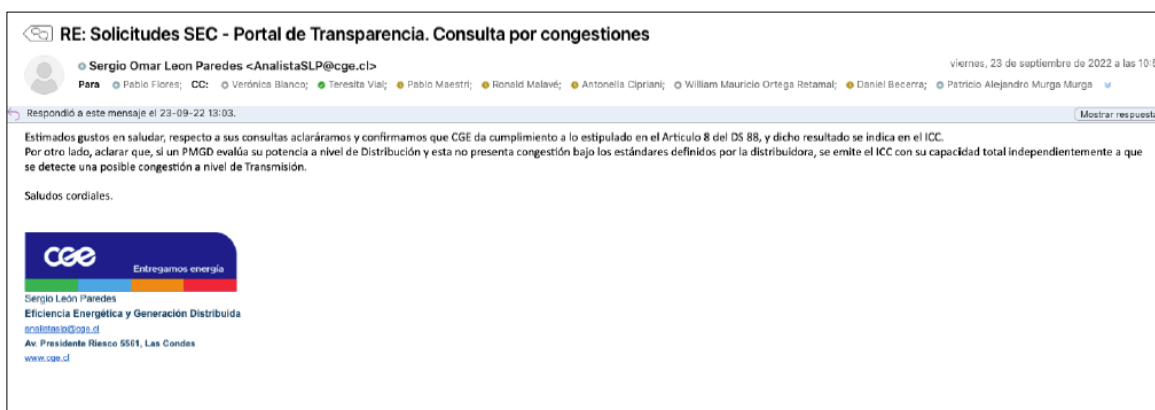 RE: Solicitudes SEC - Portal de Transparencia. Consulta por congestiones
Sergio Omar Leon Paredes <AnalistaSLP@cge.cl>
viernes, 23 de septiembre de 2022 a las 10:5
Para Pablo Flores; CC: Verónica Blanco; Teresita Vial; Pablo Maestri; Ronald Malavé; Antonella Cipriani; William Mauricio Ortega Retamal; Daniel Becerra; Patricio Alejandro Murga Murga
Respondió a este mensaje el 23-09-22 13:03.
Mostrar respuesta
Estimados gustos en saludar, respecto a sus consultas aclaráramos y confirmamos que CGE da cumplimiento a lo estipulado en el Articulo 8 del DS 88, y dicho resultado se indica en el ICC.
Por otro lado, aclarar que, si un PMGD evalúa su potencia a nivel de Distribución y esta no presenta congestión bajo los estándares definidos por la distribuidora, se emite el ICC con su capacidad total independientemente a que
se detecte una posible congestión a nivel de Transmisión.
Saludos cordiales.
cge
Entregamos energía
Sergio León Paredes
Eficiencia Energética y Generación Distribuida
analistaslp@cge.cl
Av. Presidente Riesco 5561, Las Condes
www.cge.cl